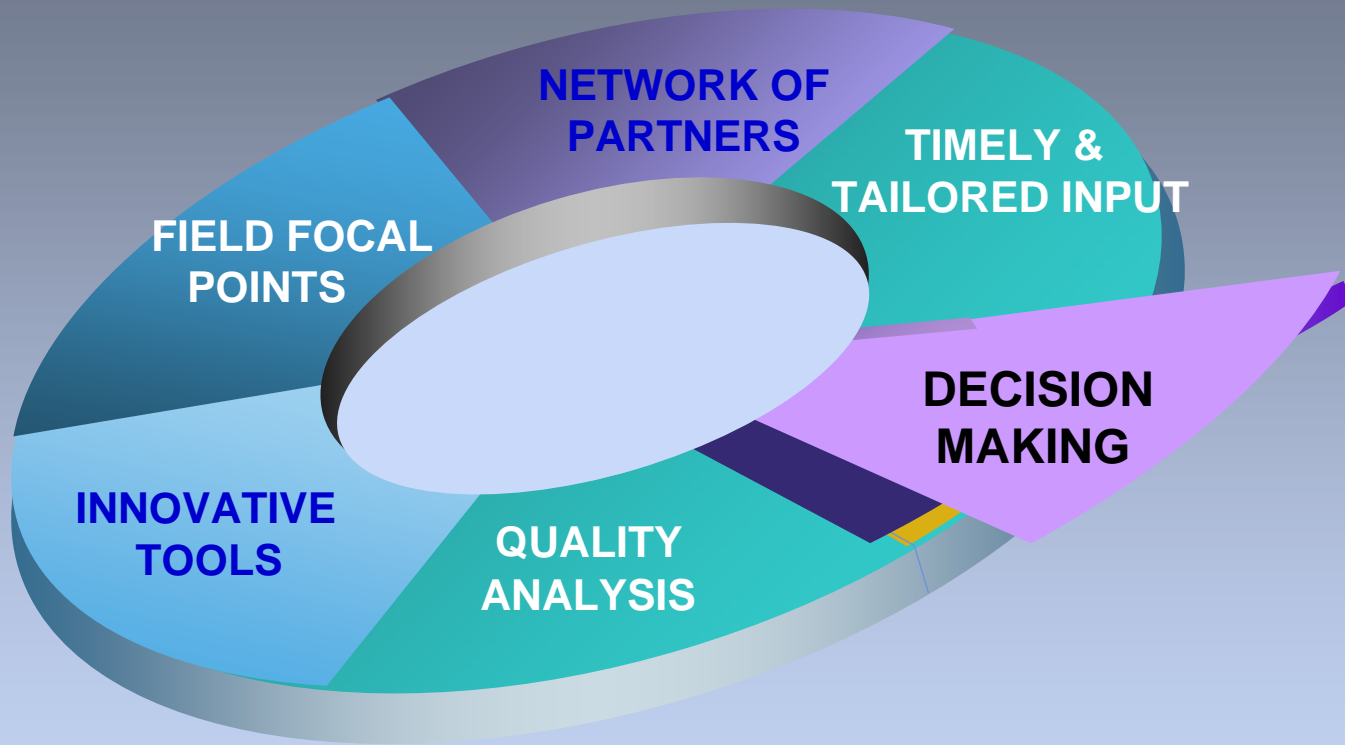 NETWORK OF
PARTNERS
TIMELY &
TAILORED INPUT
FIELD FOCAL
POINTS
DECISION
MAKING
INNOVATIVE
TOOLS
QUALITY
ANALYSIS